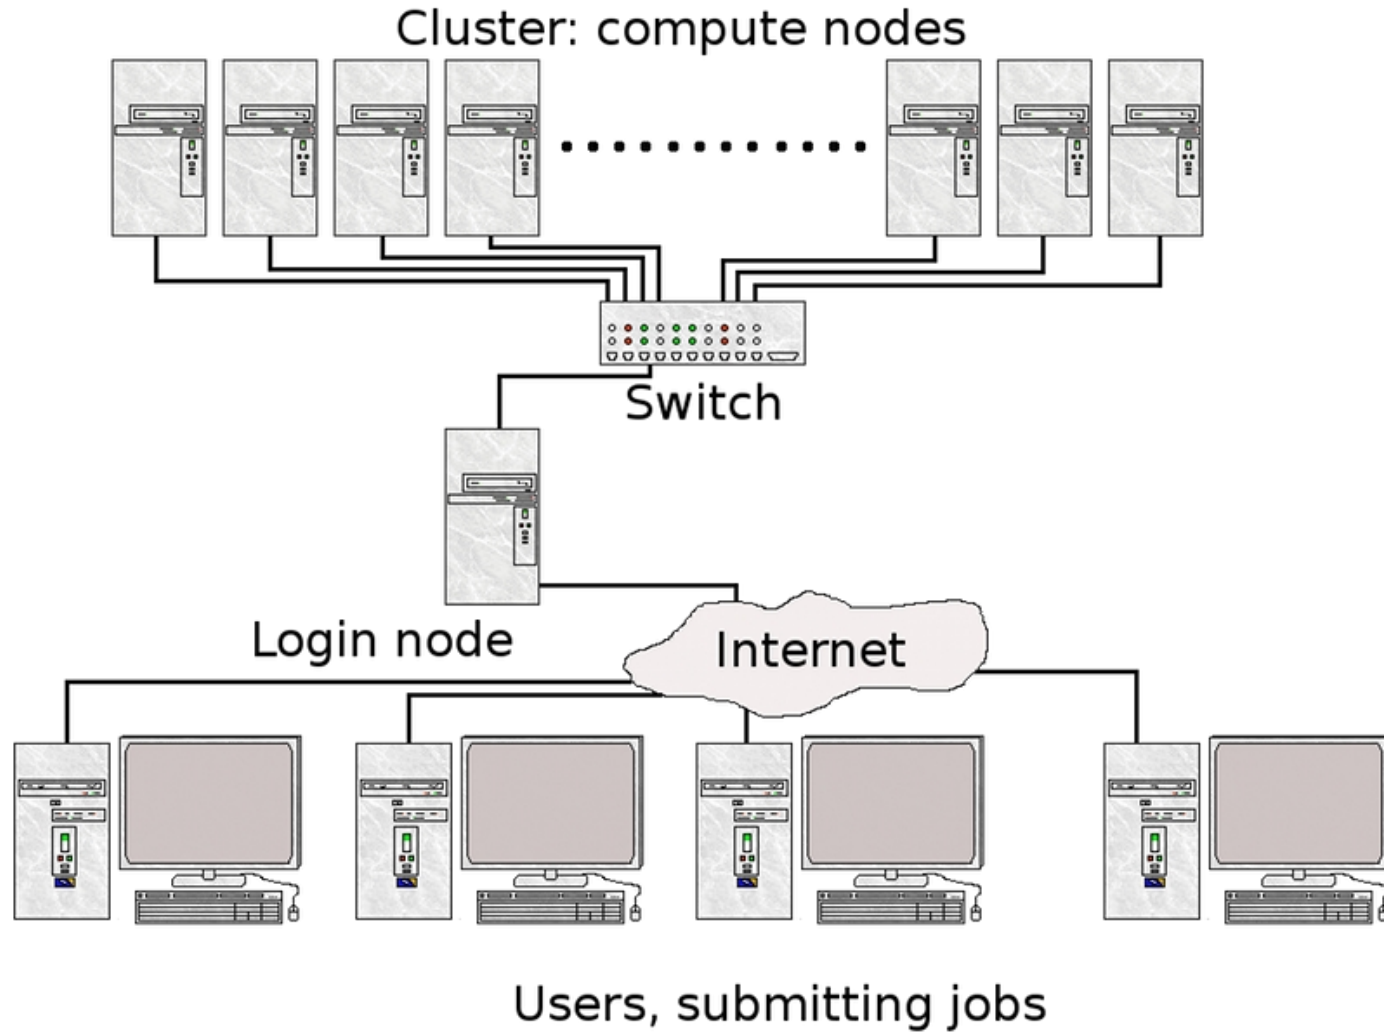 Cluster: compute nodes
Switch
Login node
Internet
Users, submitting jobs